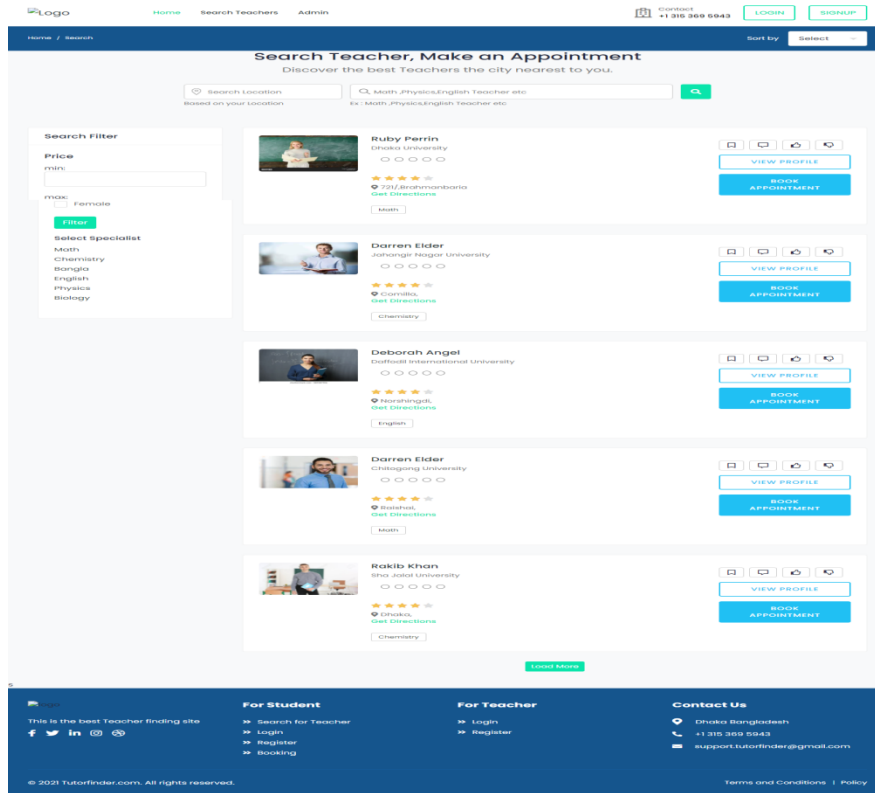 Logo
Home Search Teachers Admin
Contact
+1 315 369 5943
LOGIN
SIGNUP
Home / Search
Sort by Select
Search Teacher, Make an Appointment
Discover the best Teachers the city nearest to you.
Search Location
Math ,Physics,English Teacher etc
Based on your Location
Ex : Math ,Physics,English Teacher etc
Search Filter
Price
min:
max:
Female
Filter
Select Specialist
Math
Chemistry
Bangla
English
Physics
Biology
Ruby Perrin
Dhaka University
721/,Brahmanbaria
Get Directions
Math
VIEW PROFILE
BOOK
APPOINTMENT
Darren Elder
Jahangir Nagar University
Comilla,
Get Directions
Chemistry
VIEW PROFILE
BOOK
APPOINTMENT
Deborah Angel
Daffodil International University
Norshingdi,
Get Directions
English
VIEW PROFILE
BOOK
APPOINTMENT
Darren Elder
Chitagong University
Raishal,
Get Directions
Math
VIEW PROFILE
BOOK
APPOINTMENT
Rakib Khan
Sha Jalal University
Dhaka,
Get Directions
Chemistry
VIEW PROFILE
BOOK
APPOINTMENT
Load More
s
logo
This is the best Teacher finding site
For Student
Search for Teacher
Login
Register
Booking
For Teacher
Login
Register
Contact Us
Dhaka Bangladesh
+1 315 369 5943
support.tutorfinder@gmail.com
© 2021 Tutorfinder.com. All rights reserved.
Terms and Conditions | Policy